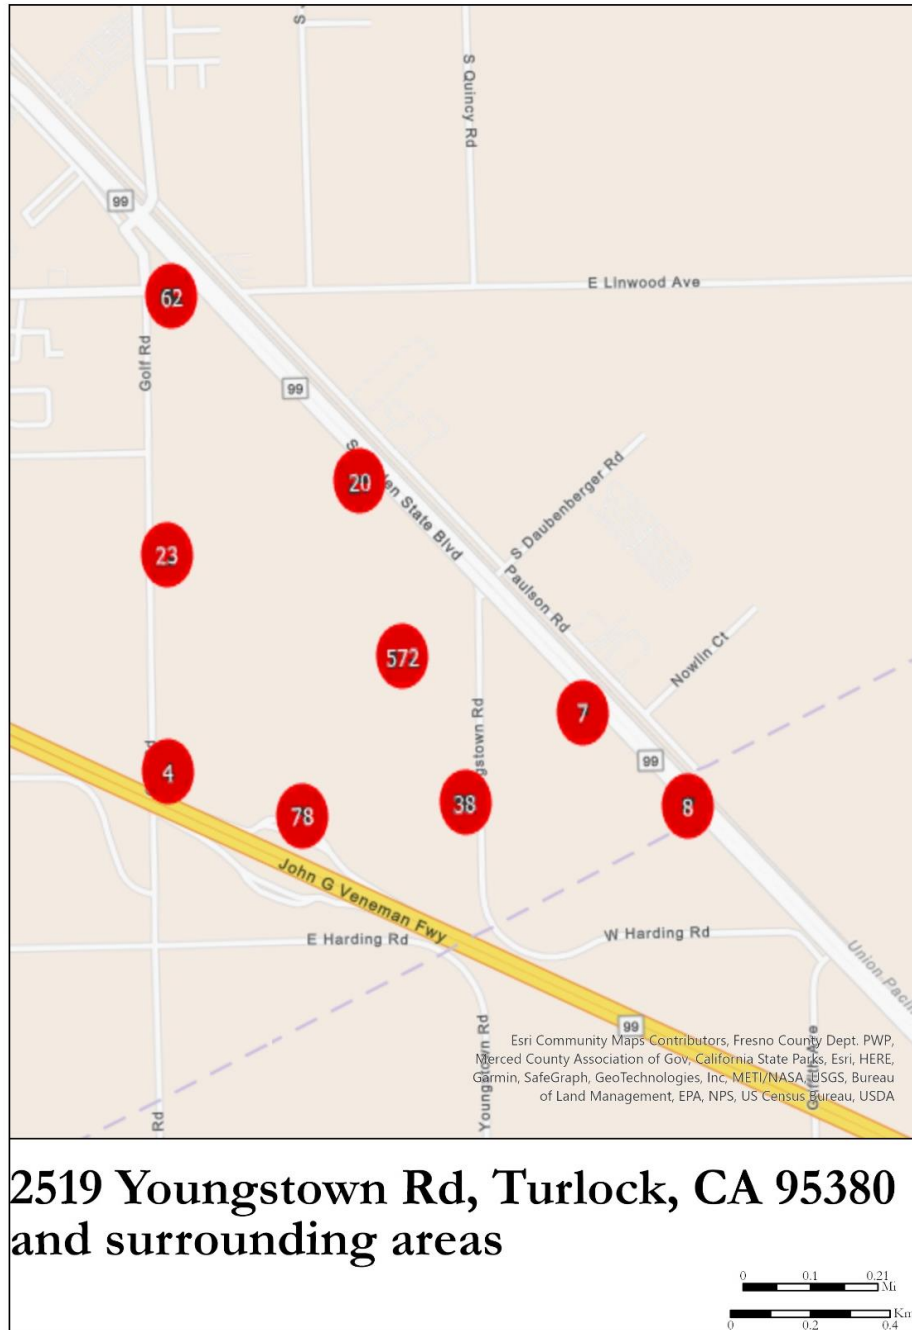 S
S Quincy Rd
99
E Linwood Ave
62
Golf Rd
99
20
S
en State Blvd
S Daubenberger Rd
23
Paulson Rd
572
Nowlin Ct
7
gstown Rd
99
4
78
38
8
John G Veneman Fwy
E Harding Rd
W Harding Rd
Union Paci
99
Youngstown Rd
Rd
Esri Community Maps Contributors, Fresno County Dept. PWP,
Merced County Association of Gov, California State Parks, Esri, HERE,
Garmin, SafeGraph, GeoTechnologies, Inc, METI/NASA, USGS, Bureau
of Land Management, EPA, NPS, US Census Bureau, USDA
2519 Youngstown Rd, Turlock, CA 95380
and surrounding areas
0 0.1 0.21
Mi
Km
0 0.2 0.4